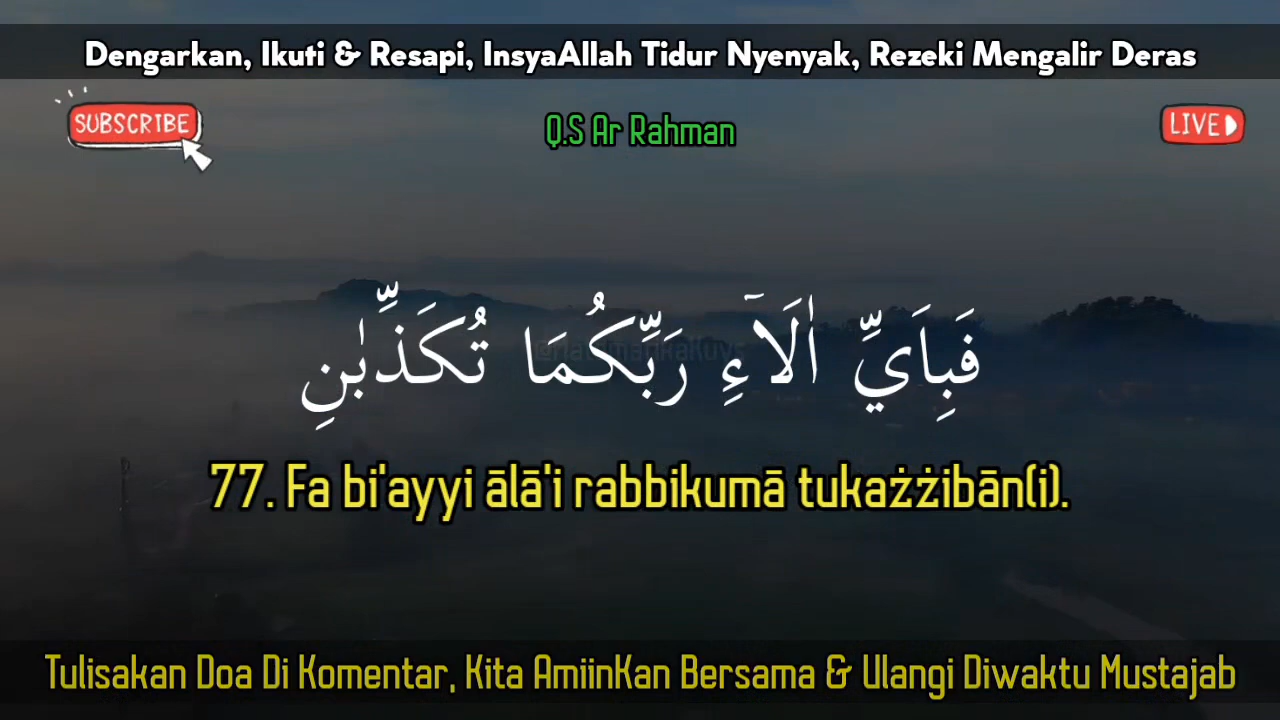 Dengarkan, Ikuti & Resapi, InsyaAllah Tidur Nyenyak, Rezeki Mengalir Deras
SUBSCRIBE
Q.S Ar Rahman
LIVE
فَبِاَيِّ اٰلَاۤءِ رَبِّكُمَا تُكَذِّبٰنِ
77. Fa bi'ayyi ālā'i rabbikumā tukażżibān(i).
Tulisakan Doa Di Komentar, Kita AmiinKan Bersama & Ulangi Diwaktu Mustajab